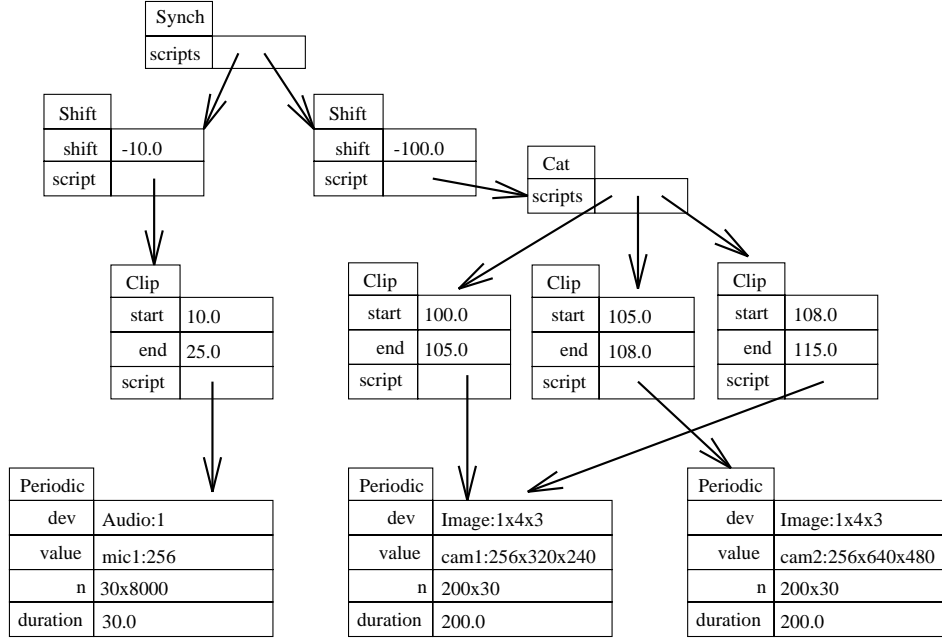 Synch
scripts
Shift
shift -10.0
script
Shift
shift -100.0
script
Cat
scripts
Clip
start 10.0
end 25.0
script
Clip
start 100.0
end 105.0
script
Clip
start 105.0
end 108.0
script
Clip
start 108.0
end 115.0
script
Periodic
dev Audio:1
value mic1:256
n 30x8000
duration 30.0
Periodic
dev Image:1x4x3
value cam1:256x320x240
n 200x30
duration 200.0
Periodic
dev Image:1x4x3
value cam2:256x640x480
n 200x30
duration 200.0